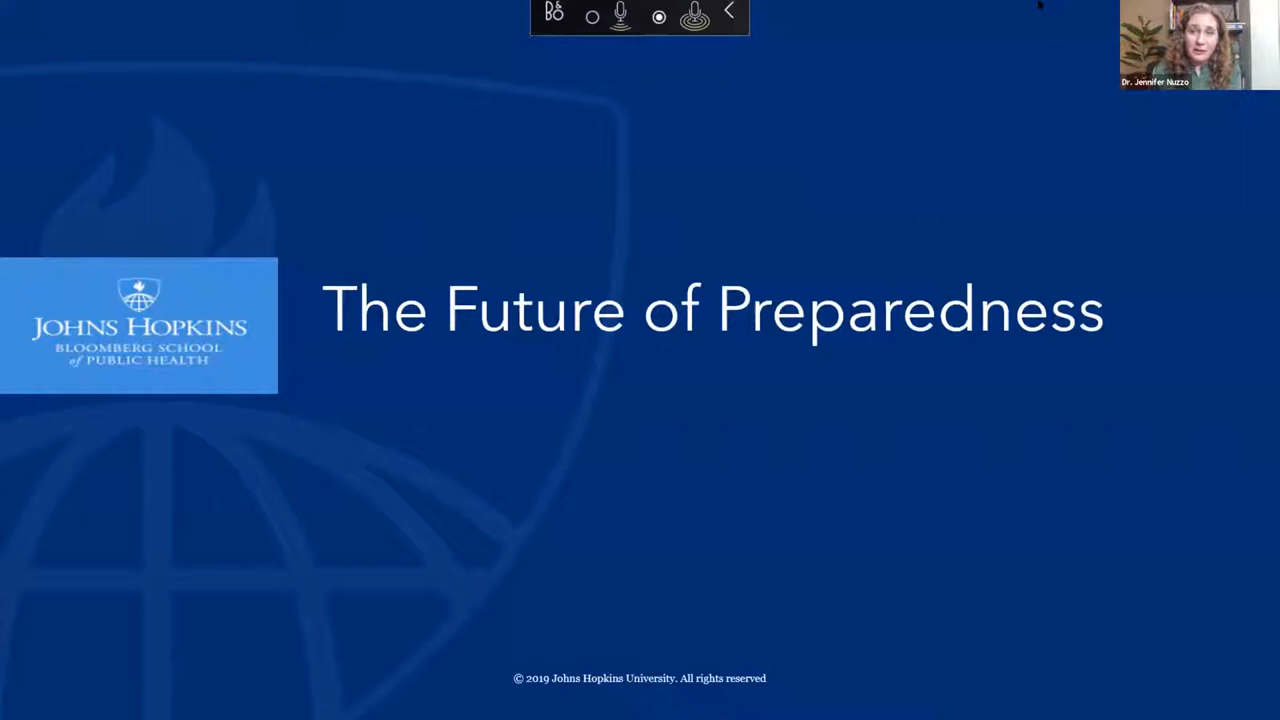 Dr. Jennifer Nuzzo
The Future of Preparedness
JOHNS HOPKINS
BLOOMBERG SCHOOL
of PUBLIC HEALTH
© 2019 Johns Hopkins University. All rights reserved